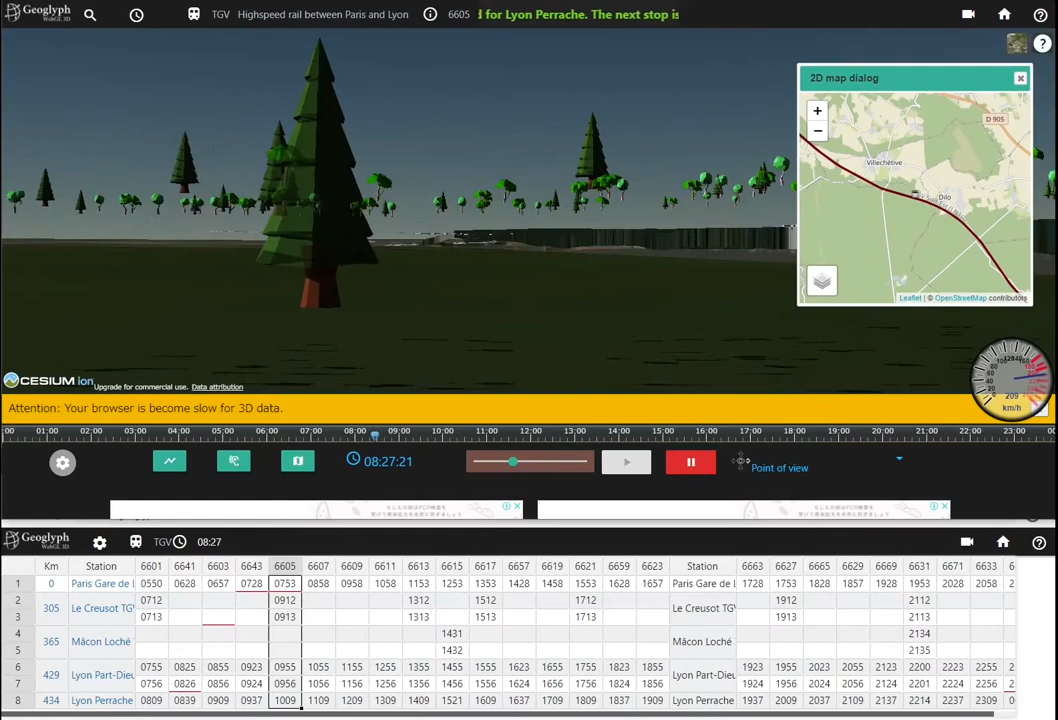 Geoglyph
WebGL 3D
TGV Highspeed rail between Paris and Lyon 6605 d for Lyon Perrache. The next stop is
2D map dialog
+
−
D 905
Villechétive
Dilo
Leaflet | © OpenStreetMap contributors
CESIUM ion Upgrade for commercial use. Data attribution
209
km/h
Attention: Your browser is become slow for 3D data.
:00 01:00 02:00 03:00 04:00 05:00 06:00 07:00 08:00 09:00 10:00 11:00 12:00 13:00 14:00 15:00 16:00 17:00 18:00 19:00 20:00 21:00 22:00 23:00 00
08:27:21 Point of view
Geoglyph
WebGL 3D
TGV 08:27
Km Station 6601 6641 6603 6643 6605 6607 6609 6611 6613 6615 6617 6657 6619 6659 6623 Station 6663 6627 6665 6629 6937 6631 6671 6633 6
1 0 Paris Gare de L 0550 0628 0657 0728 0753 0858 0958 1058 1153 1253 1353 1428 1458 1553 1628 1657 Paris Gare de L 1728 1753 1828 1857 1928 1953 2028 2058 2
2 305 Le Creusot TGV 0712 0912 1312 1512 1712 Le Creusot TGV 1912 2112
3 0713 0913 1313 1513 1713 1913 2113
4 365 Mâcon Loché 1431 Mâcon Loché 2134
5 1432 2135
6 429 Lyon Part-Dieu 0755 0825 0855 0923 0955 1055 1155 1255 1355 1455 1555 1623 1655 1755 1823 1855 Lyon Part-Dieu 1923 1955 2023 2055 2123 2200 2223 2255 2
7 0756 0826 0856 0924 0956 1056 1156 1256 1356 1456 1556 1624 1656 1756 1824 1856 1924 1956 2024 2056 2124 2201 2224 2256 2
8 434 Lyon Perrache 0809 0839 0909 0937 1009 1109 1209 1309 1409 1521 1609 1637 1709 1809 1837 1909 Lyon Perrache 1937 2009 2037 2109 2137 2214 2237 2309 0